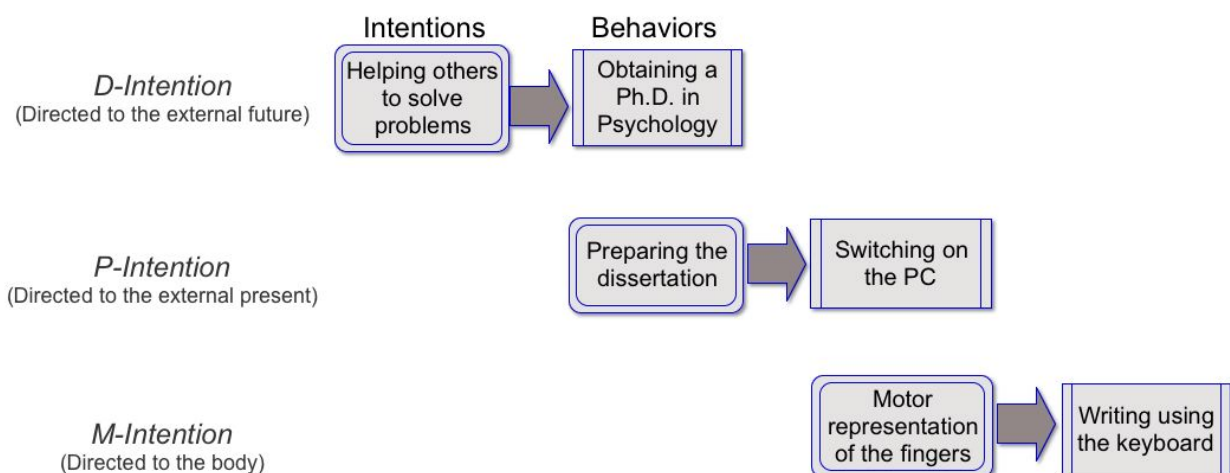 Intentions
Behaviors
D-Intention
(Directed to the external future)
Helping others
to solve
problems
Obtaining a
Ph.D. in
Psychology
P-Intention
(Directed to the external present)
Preparing the
dissertation
Switching on
the PC
M-Intention
(Directed to the body)
Motor
representation
of the fingers
Writing using
the keyboard